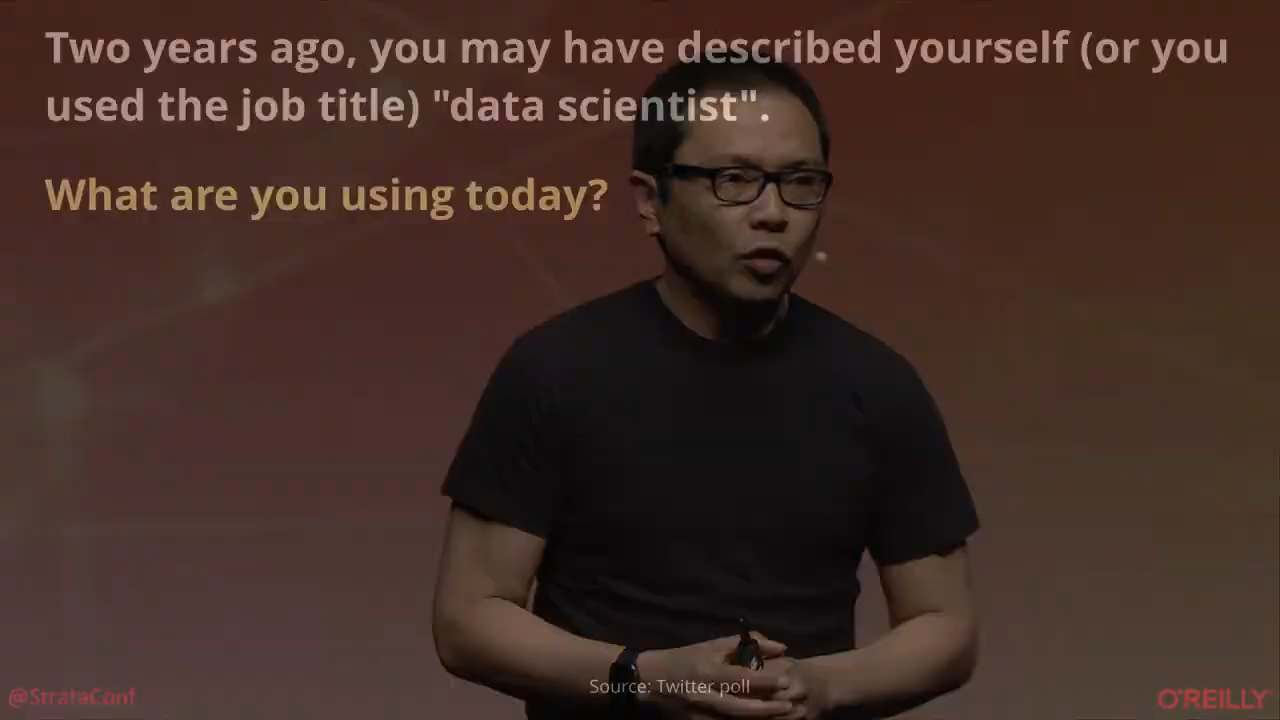 Two years ago, you may have described yourself (or you
used the job title) "data scientist".
What are you using today?
Source: Twitter poll
@StrataConf
O'REILLY